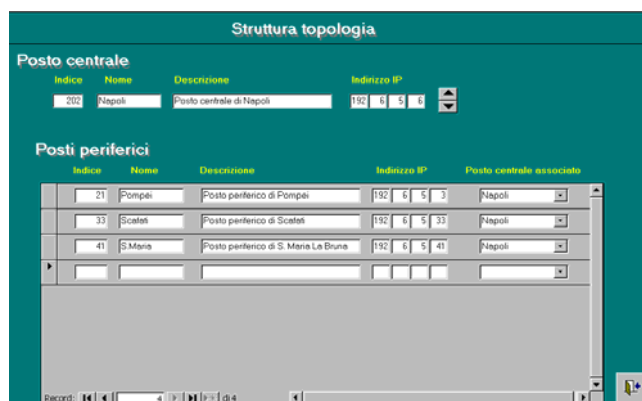 Struttura topologia
Posto centrale
Indice Nome Descrizione Indirizzo IP
202 Napoli Posto centrale di Napoli 192 6 5 6
Posti periferici
Indice Nome Descrizione Indirizzo IP Posto centrale associato
21 Pompei Posto periferico di Pompei 192 6 5 3 Napoli
33 Scafati Posto periferico di Scafati 192 6 5 33 Napoli
41 S.Maria Posto periferico di S. Maria La Bruna 192 6 5 41 Napoli
Record: 4 di 4